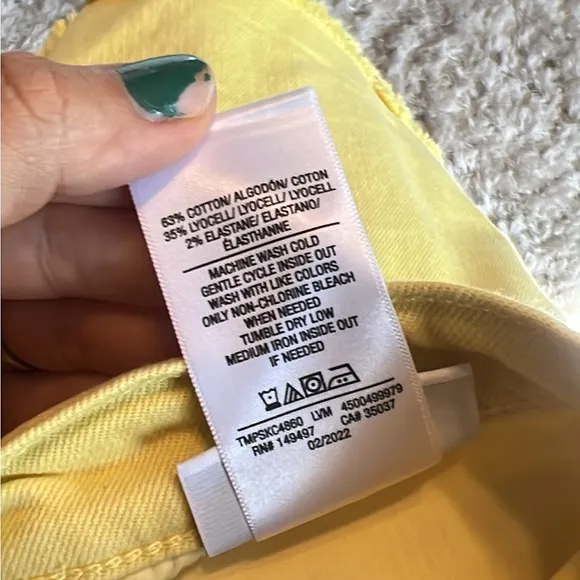 63% COTTON/ ALGODÓN/ COTON
35% LYOCELL/ LYOCELL/ LYOCELL
2% ELASTANE/ ELASTANO/
ÉLASTHANNE
MACHINE WASH COLD
GENTLE CYCLE INSIDE OUT
WASH WITH LIKE COLORS
ONLY NON-CHLORINE BLEACH
WHEN NEEDED
TUMBLE DRY LOW
MEDIUM IRON INSIDE OUT
IF NEEDED
TMPSKC4860 LVM 4500499979
RN# 149497 CA# 35037
02/2022